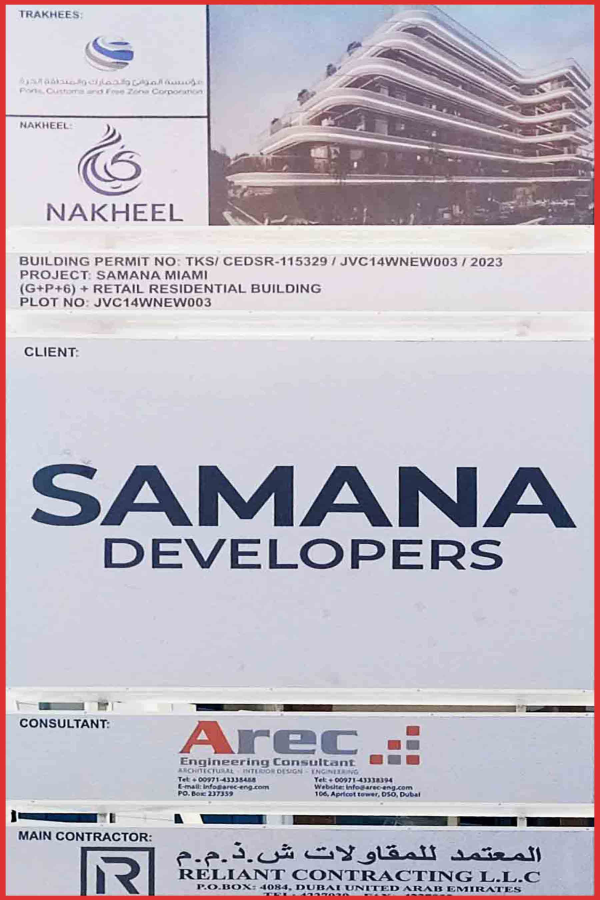 TRAKHEES:
مؤسسة الموانئ والجمارك والمنطقة الحرة
Ports, Customs and Free Zone Corporation
NAKHEEL:
NAKHEEL
BUILDING PERMIT NO: TKS/ CEDSR-115329 / JVC14WNEW003 / 2023
PROJECT: SAMANA MIAMI
(G+P+6) + RETAIL RESIDENTIAL BUILDING
PLOT NO: JVC14WNEW003
CLIENT:
SAMANA
DEVELOPERS
CONSULTANT:
Arec
Engineering Consultant
ARCHITECTURAL - INTERIOR DESIGN - ENGINEERING
Tel: + 00971-43338488
E-mail: info@arec-eng.com
PO. Box: 237359
Tel: + 00971-43338394
Website: info@arec-eng.com
106, Apricot tower, DSO, Dubai
MAIN CONTRACTOR:
المعتمد للمقاولات ش.ذ.م.م
RELIANT CONTRACTING L.L.C
P.O.BOX: 4084, DUBAI UNITED ARAB EMIRATES